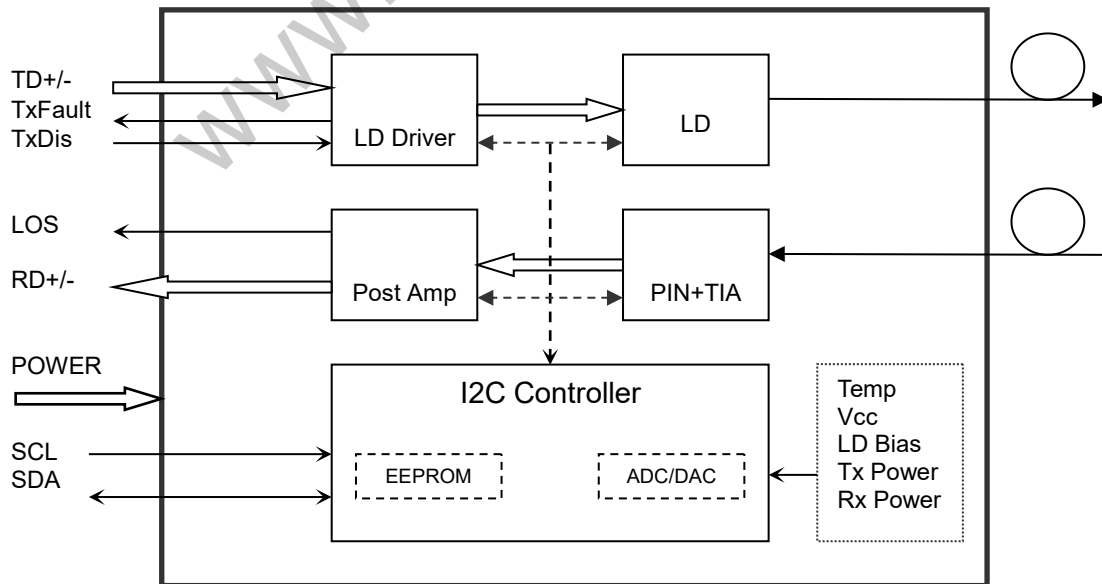 www.
TD+/-
TxFault
TxDis
LD Driver
LD
LOS
RD+/-
Post Amp
PIN+TIA
POWER
I2C Controller
SCL
SDA
EEPROM
ADC/DAC
Temp
Vcc
LD Bias
Tx Power
Rx Power